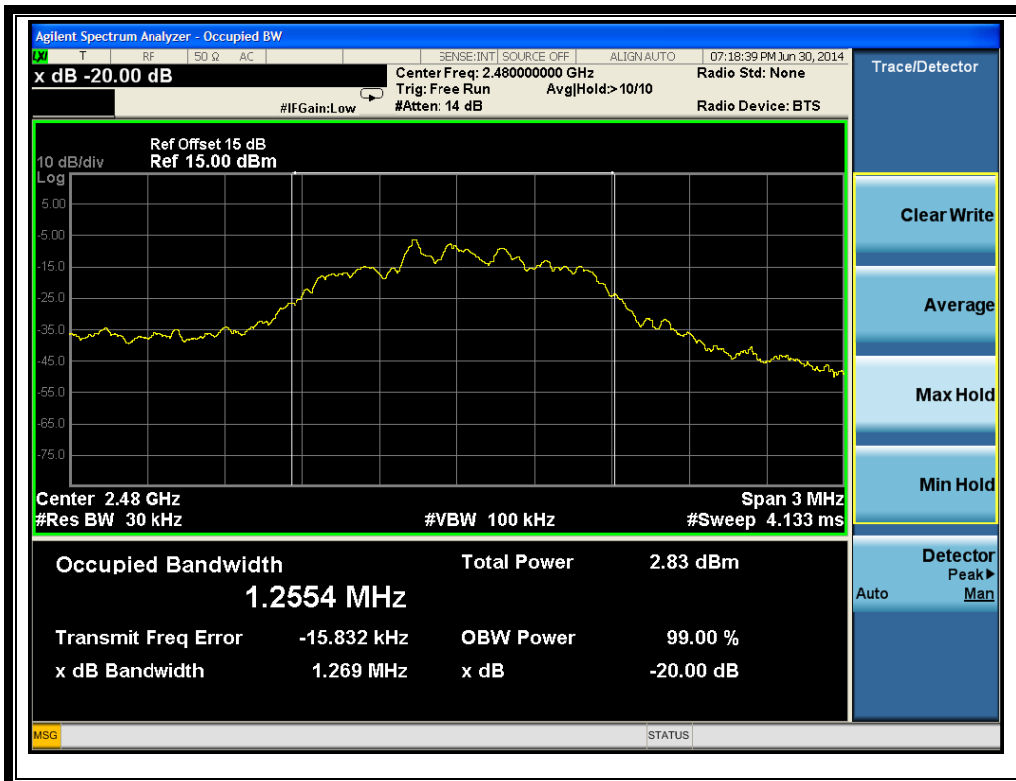 Agilent Spectrum Analyzer - Occupied BW
LXI T RF 50 Ω AC SENSE:INT SOURCE OFF ALIGN AUTO 07:18:39 PM Jun 30, 2014
x dB -20.00 dB
Center Freq: 2.480000000 GHz
Radio Std: None
Trig: Free Run Avg|Hold:>10/10
#IFGain:Low
#Atten: 14 dB
Radio Device: BTS
Ref Offset 15 dB
10 dB/div Ref 15.00 dBm
Log
5.00
-5.00
-15.0
-25.0
-35.0
-45.0
-55.0
-65.0
-75.0
Center 2.48 GHz Span 3 MHz
#Res BW 30 kHz #VBW 100 kHz #Sweep 4.133 ms
Occupied Bandwidth Total Power 2.83 dBm
1.2554 MHz
Transmit Freq Error -15.832 kHz OBW Power 99.00 %
x dB Bandwidth 1.269 MHz x dB -20.00 dB
MSG STATUS
Trace/Detector
Clear Write
Average
Max Hold
Min Hold
Detector
Peak▶
Auto Man